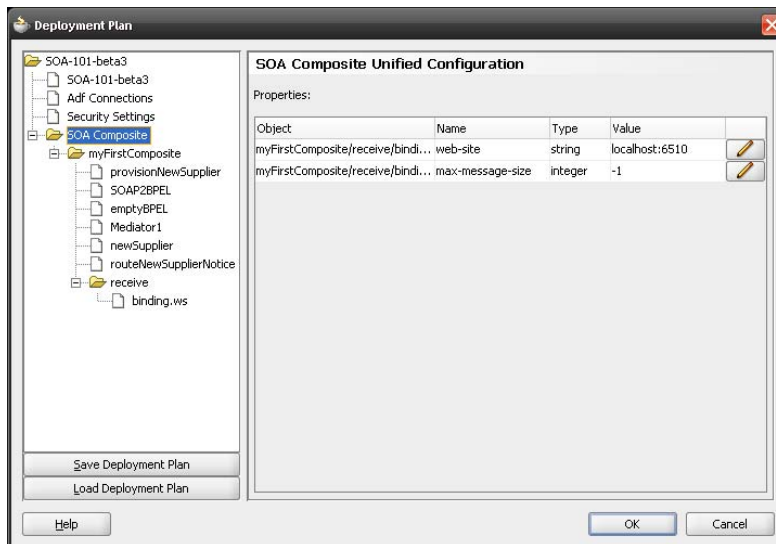 Deployment Plan
SOA-101-beta3
SOA-101-beta3
Adf Connections
Security Settings
SOA Composite
myFirstComposite
provisionNewSupplier
SOAP2BPEL
emptyBPEL
Mediator1
newSupplier
routeNewSupplierNotice
receive
binding.ws
Save Deployment Plan
Load Deployment Plan
SOA Composite Unified Configuration
Properties:
Object Name Type Value
myFirstComposite/receive/bindi... web-site string localhost:6510
myFirstComposite/receive/bindi... max-message-size integer -1
Help OK Cancel